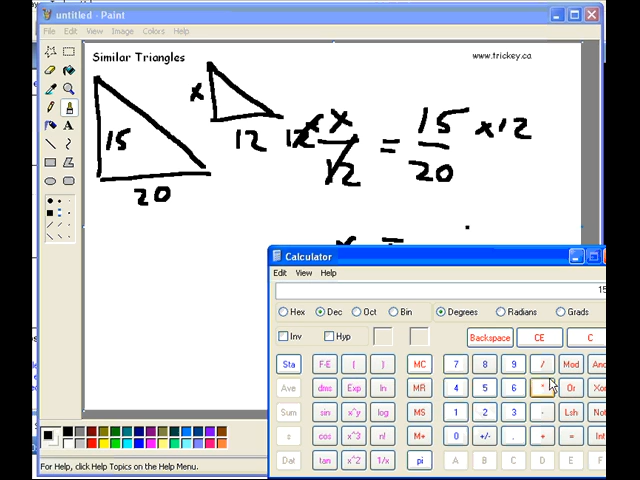 untitled - Paint
File Edit View Image Colors Help
Similar Triangles
www.trickey.ca
x
15
12
20
12 x x = 15 x 12
12 20
x =
Calculator
Edit View Help
15
Hex Dec Oct Bin Degrees Radians Grads
Inv Hyp Backspace CE C
Sta F-E ( ) MC 7 8 9 / Mod
Ave dms Exp ln MR 4 5 6 * Or
Sum sin x^y log MS 1 2 3 - Lsh
s cos x^3 n! M+ 0 +/- . + =
Dat tan x^2 1/x pi A B C D E
For Help, click Help Topics on the Help Menu.